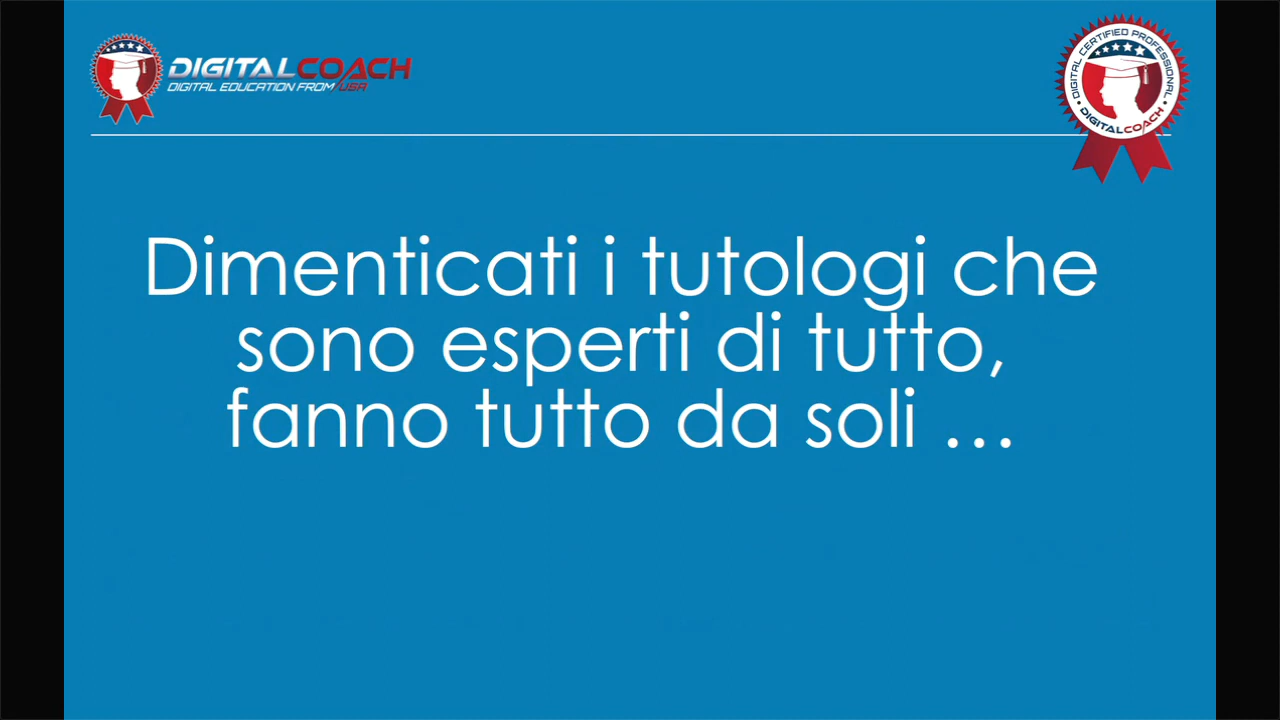 DIGITALCOACH
DIGITAL EDUCATION FROM USA
DIGITAL CERTIFIED PROFESSIONAL
DIGITALCOACH
Dimenticati i tutologi che
sono esperti di tutto,
fanno tutto da soli ...